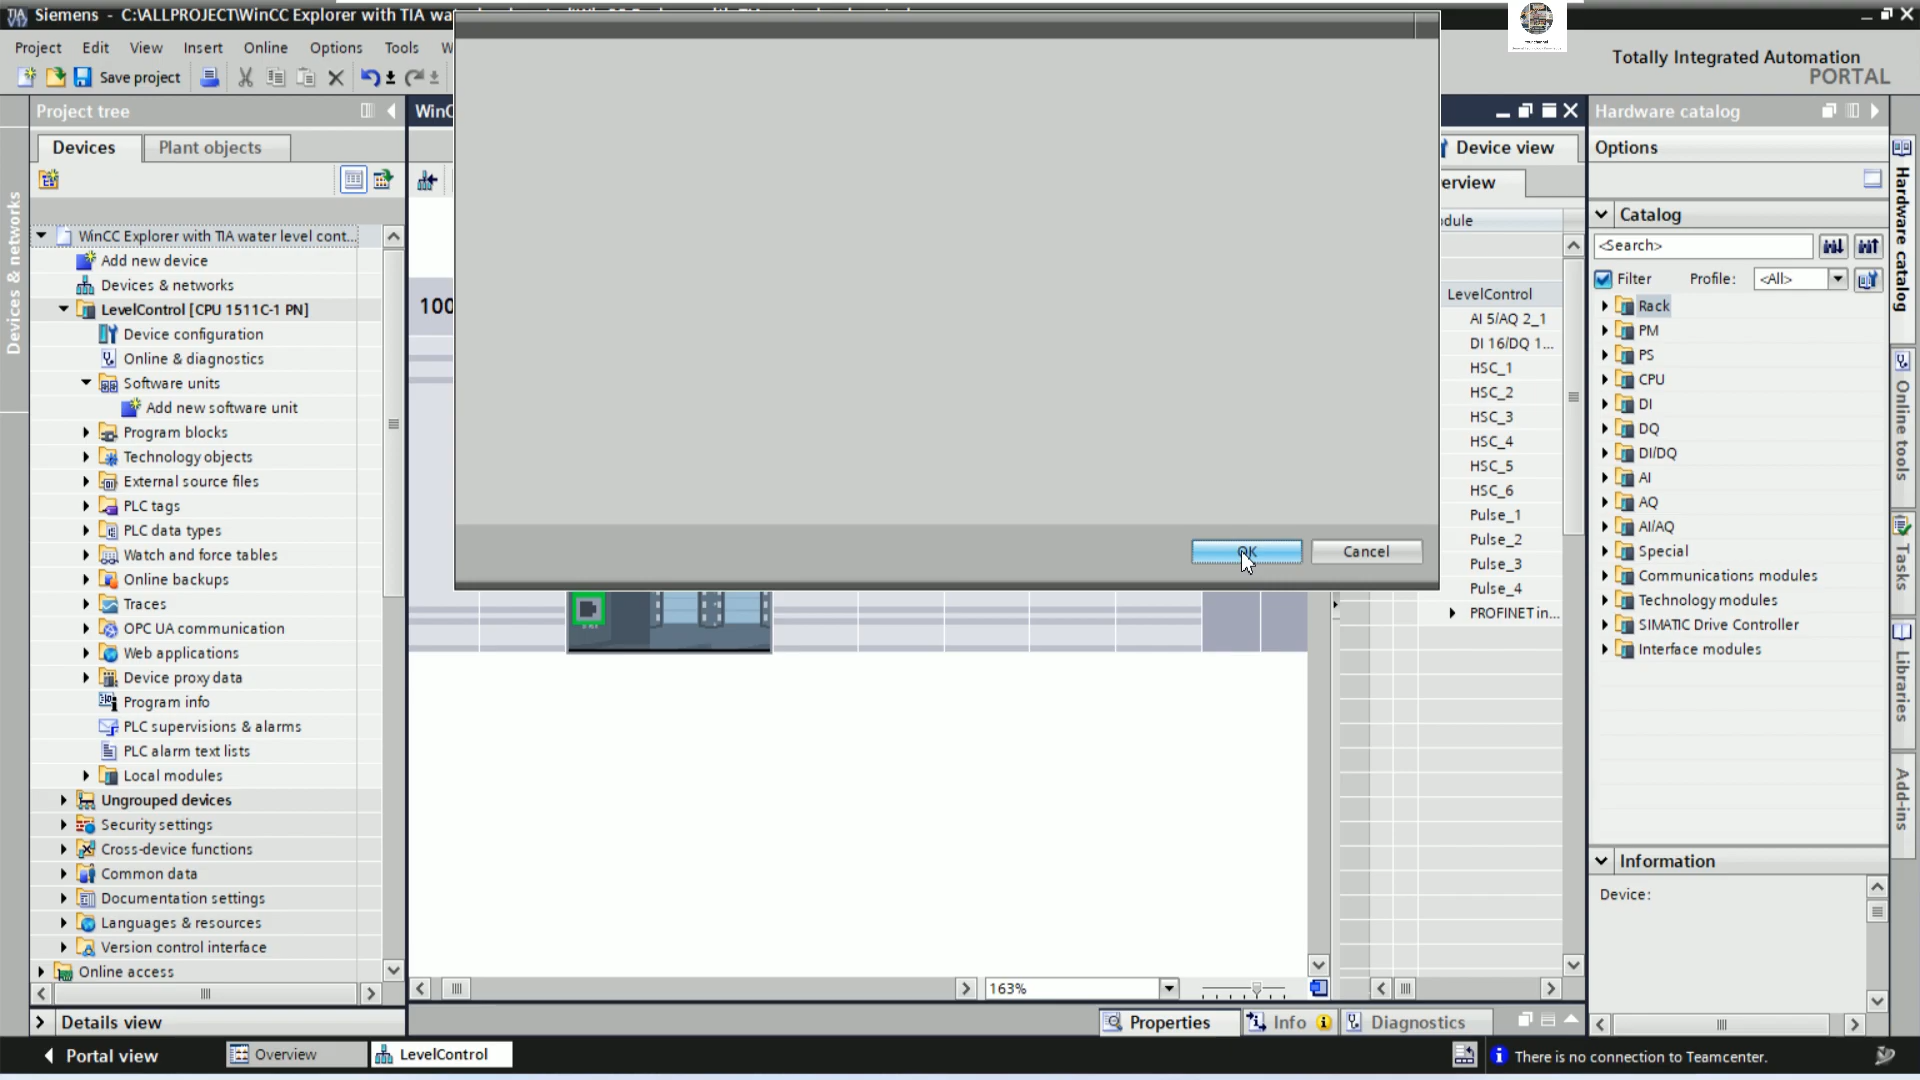 Siemens - C:\ALLPROJECT\WinCC Explorer with TIA wa
Project Edit View Insert Online Options Tools W
Save project
Totally Integrated Automation
PORTAL
Project tree
WinC
Hardware catalog
Devices
Plant objects
Device view
Options
erview
Catalog
<Search>
Filter Profile: <All>
WinCC Explorer with TIA water level cont...
Add new device
Devices & networks
LevelControl [CPU 1511C-1 PN]
Device configuration
Online & diagnostics
Software units
Add new software unit
Program blocks
Technology objects
External source files
PLC tags
PLC data types
Watch and force tables
Online backups
Traces
OPC UA communication
Web applications
Device proxy data
Program info
PLC supervisions & alarms
PLC alarm text lists
Local modules
Ungrouped devices
Security settings
Cross-device functions
Common data
Documentation settings
Languages & resources
Version control interface
Online access
Details view
100
OK
Cancel
dule
LevelControl
AI 5/AQ 2_1
DI 16/DQ 1...
HSC_1
HSC_2
HSC_3
HSC_4
HSC_5
HSC_6
Pulse_1
Pulse_2
Pulse_3
Pulse_4
PROFINET in...
Rack
PM
PS
CPU
DI
DQ
DI/DQ
AI
AQ
AI/AQ
Special
Communications modules
Technology modules
SIMATIC Drive Controller
Interface modules
Information
Device:
163%
Properties
Info
Diagnostics
Devices & networks
Hardware catalog
Online tools
Tasks
Libraries
Add-ins
Portal view
Overview
LevelControl
There is no connection to Teamcenter.